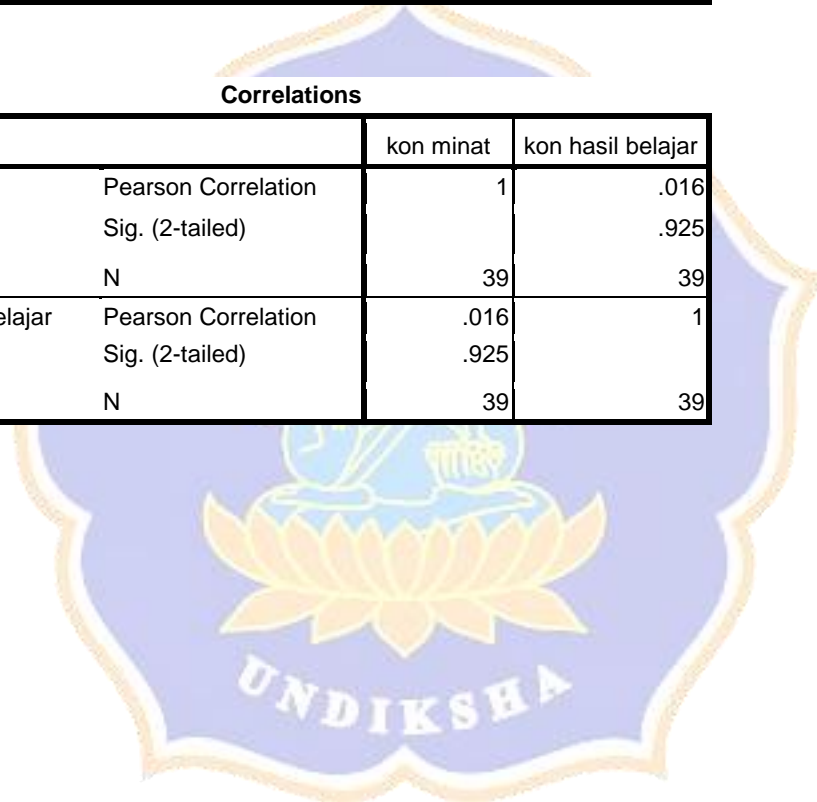 Correlations
kon minat kon hasil belajar
Pearson Correlation 1 .016
Sig. (2-tailed) .925
N 39 39
elajar Pearson Correlation .016 1
Sig. (2-tailed) .925
N 39 39
UNDIKSHA